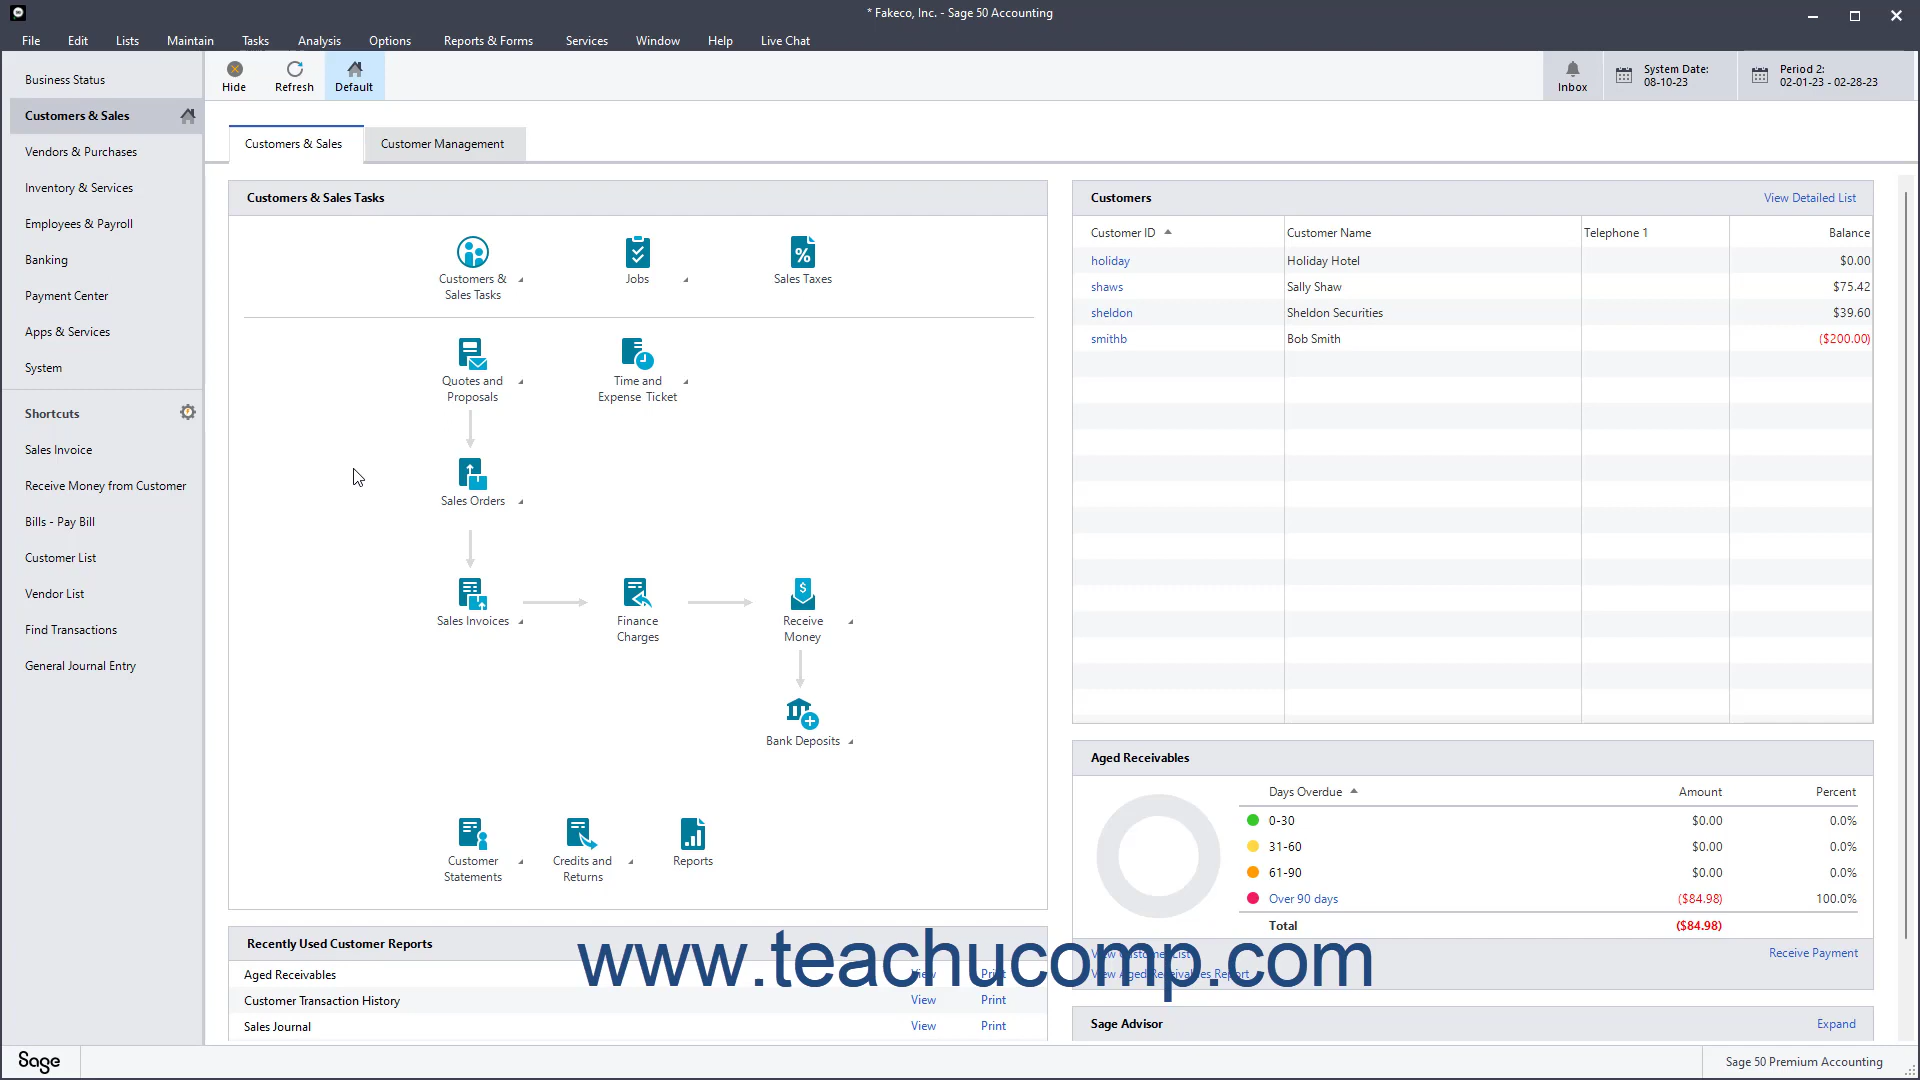 * Fakeco, Inc. - Sage 50 Accounting
File Edit Lists Maintain Tasks Analysis Options Reports & Forms Services Window Help Live Chat
Business Status
Customers & Sales
Vendors & Purchases
Inventory & Services
Employees & Payroll
Banking
Payment Center
Apps & Services
System
Shortcuts
Sales Invoice
Receive Money from Customer
Bills - Pay Bill
Customer List
Vendor List
Find Transactions
General Journal Entry
Hide Refresh Default
Inbox
System Date:
08-10-23
Period 2:
02-01-23 - 02-28-23
Customers & Sales Customer Management
Customers & Sales Tasks
Customers &
Sales Tasks
Jobs
Sales Taxes
Quotes and
Proposals
Time and
Expense Ticket
Sales Orders
Sales Invoices
Finance
Charges
Receive
Money
Bank Deposits
Customer
Statements
Credits and
Returns
Reports
Recently Used Customer Reports
Aged Receivables View Print
Customer Transaction History View Print
Sales Journal View Print
Customers View Detailed List
Customer ID Customer Name Telephone 1 Balance
holiday Holiday Hotel $0.00
shaws Sally Shaw $75.42
sheldon Sheldon Securities $39.60
smithb Bob Smith ($200.00)
Aged Receivables
Days Overdue Amount Percent
0-30 $0.00 0.0%
31-60 $0.00 0.0%
61-90 $0.00 0.0%
Over 90 days ($84.98) 100.0%
Total ($84.98)
View Customer List Receive Payment
View Aged Receivables Report
Sage Advisor Expand
www.teachucomp.com
Sage
Sage 50 Premium Accounting